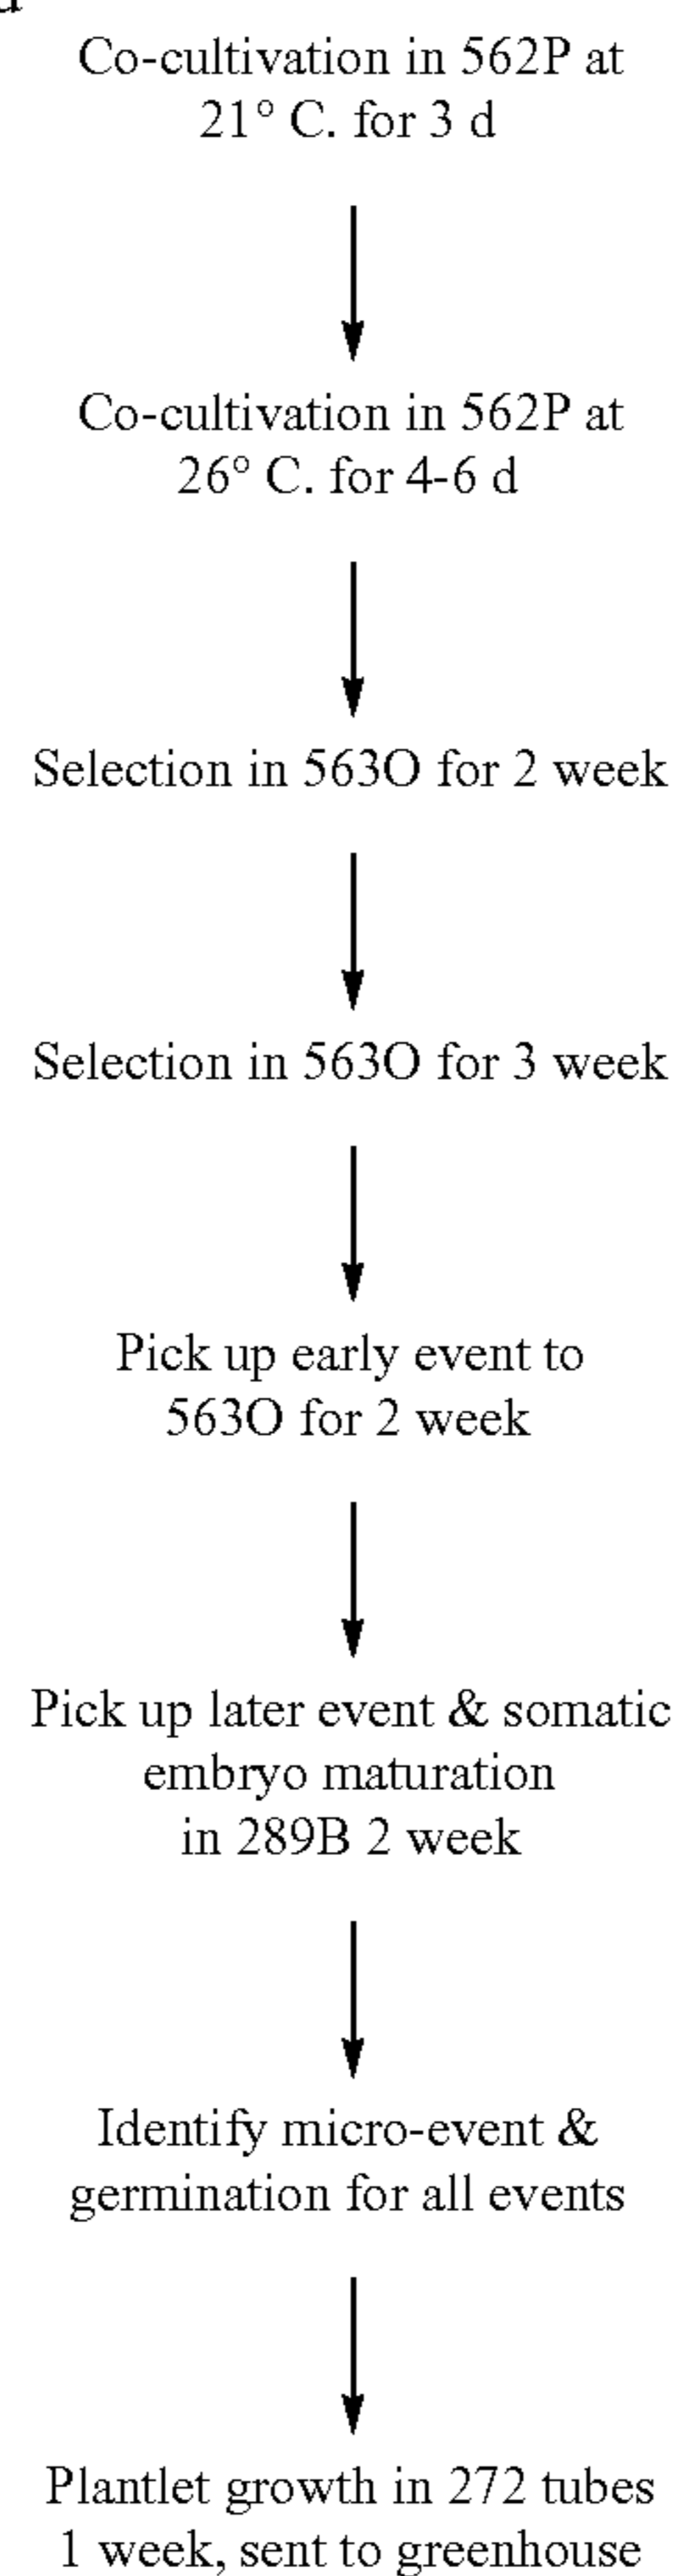 Co-cultivation in 562P at
21° C. for 3 d
Co-cultivation in 562P at
26° C. for 4-6 d
Selection in 563O for 2 week
Selection in 563O for 3 week
Pick up early event to
563O for 2 week
Pick up later event & somatic
embryo maturation
in 289B 2 week
Identify micro-event &
germination for all events
Plantlet growth in 272 tubes
1 week, sent to greenhouse